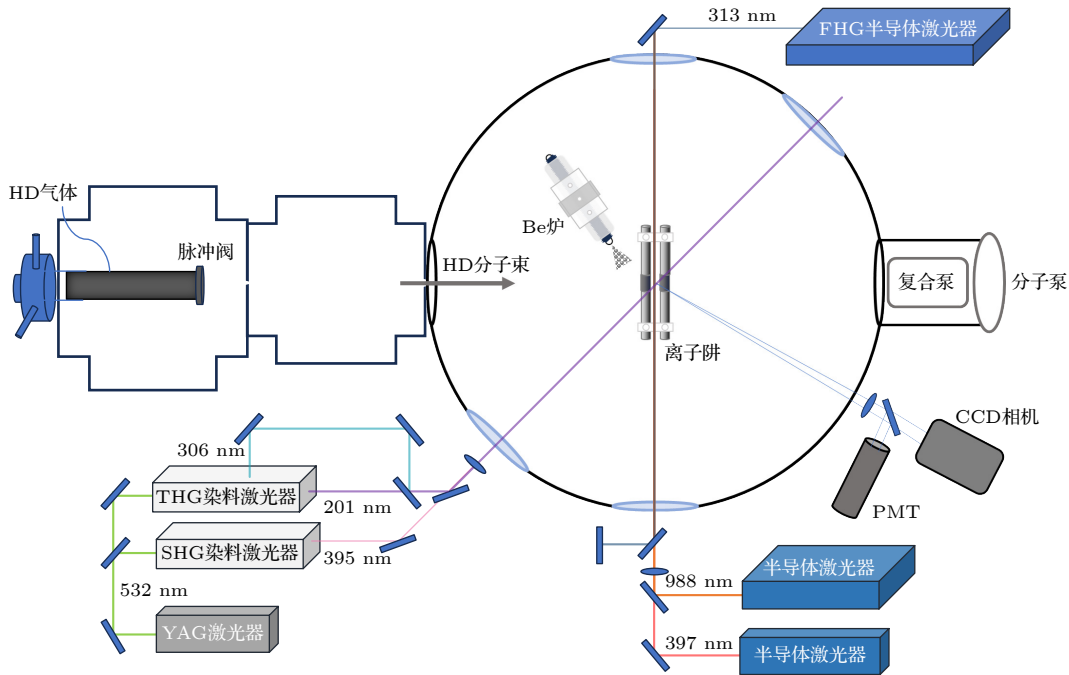 313 nm
FHG半导体激光器
HD气体
脉冲阀
Be炉
HD分子束
复合泵
分子泵
离子阱
CCD相机
PMT
306 nm
THG染料激光器
201 nm
SHG染料激光器
395 nm
532 nm
YAG激光器
988 nm
半导体激光器
397 nm
半导体激光器